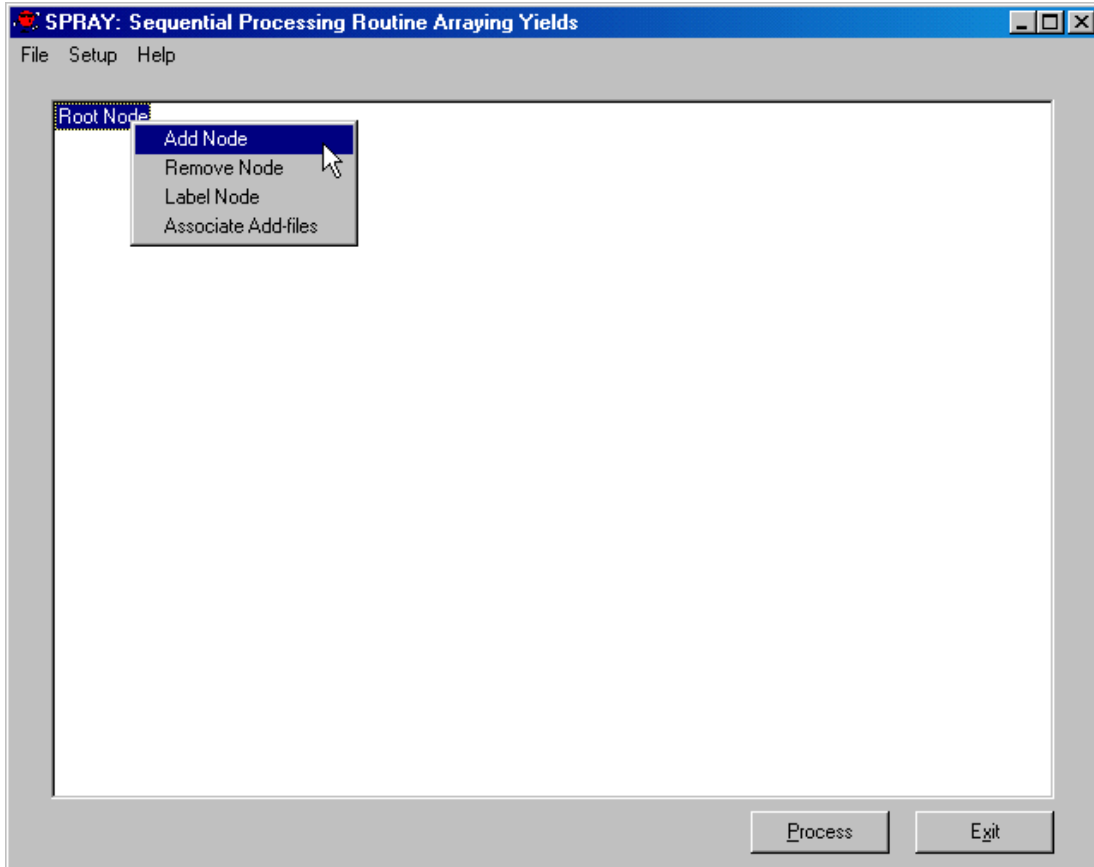 SPRAY: Sequential Processing Routine Arraying Yields
File Setup Help
Root Node
Add Node
Remove Node
Label Node
Associate Add-files
Process Exit